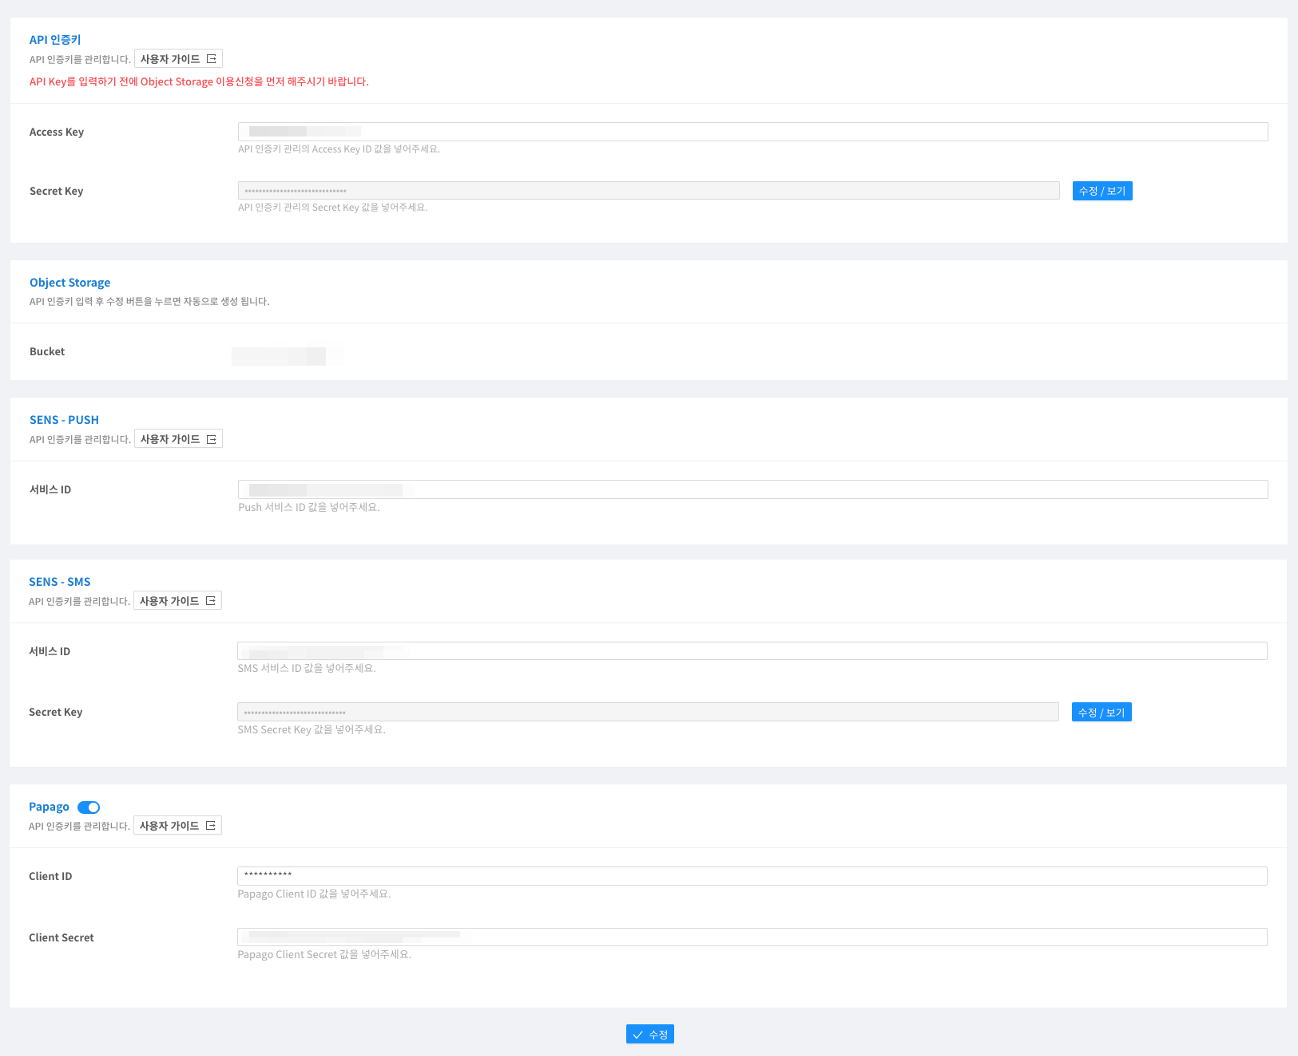 API 인증키
API 인증키를 관리합니다. 사용자 가이드
API Key를 입력하기 전에 Object Storage 이용신청을 먼저 해주시기 바랍니다.
Access Key
API 인증키 관리의 Access Key ID 값을 넣어주세요.
Secret Key ••••••••••••••••••••••••••••• 수정 / 보기
API 인증키 관리의 Secret Key 값을 넣어주세요.
Object Storage
API 인증키 입력 후 수정 버튼을 누르면 자동으로 생성 됩니다.
Bucket
SENS - PUSH
API 인증키를 관리합니다. 사용자 가이드
서비스 ID
Push 서비스 ID 값을 넣어주세요.
SENS - SMS
API 인증키를 관리합니다. 사용자 가이드
서비스 ID
SMS 서비스 ID 값을 넣어주세요.
Secret Key ••••••••••••••••••••••••••••• 수정 / 보기
SMS Secret Key 값을 넣어주세요.
Papago
API 인증키를 관리합니다. 사용자 가이드
Client ID **********
Papago Client ID 값을 넣어주세요.
Client Secret
Papago Client Secret 값을 넣어주세요.
수정